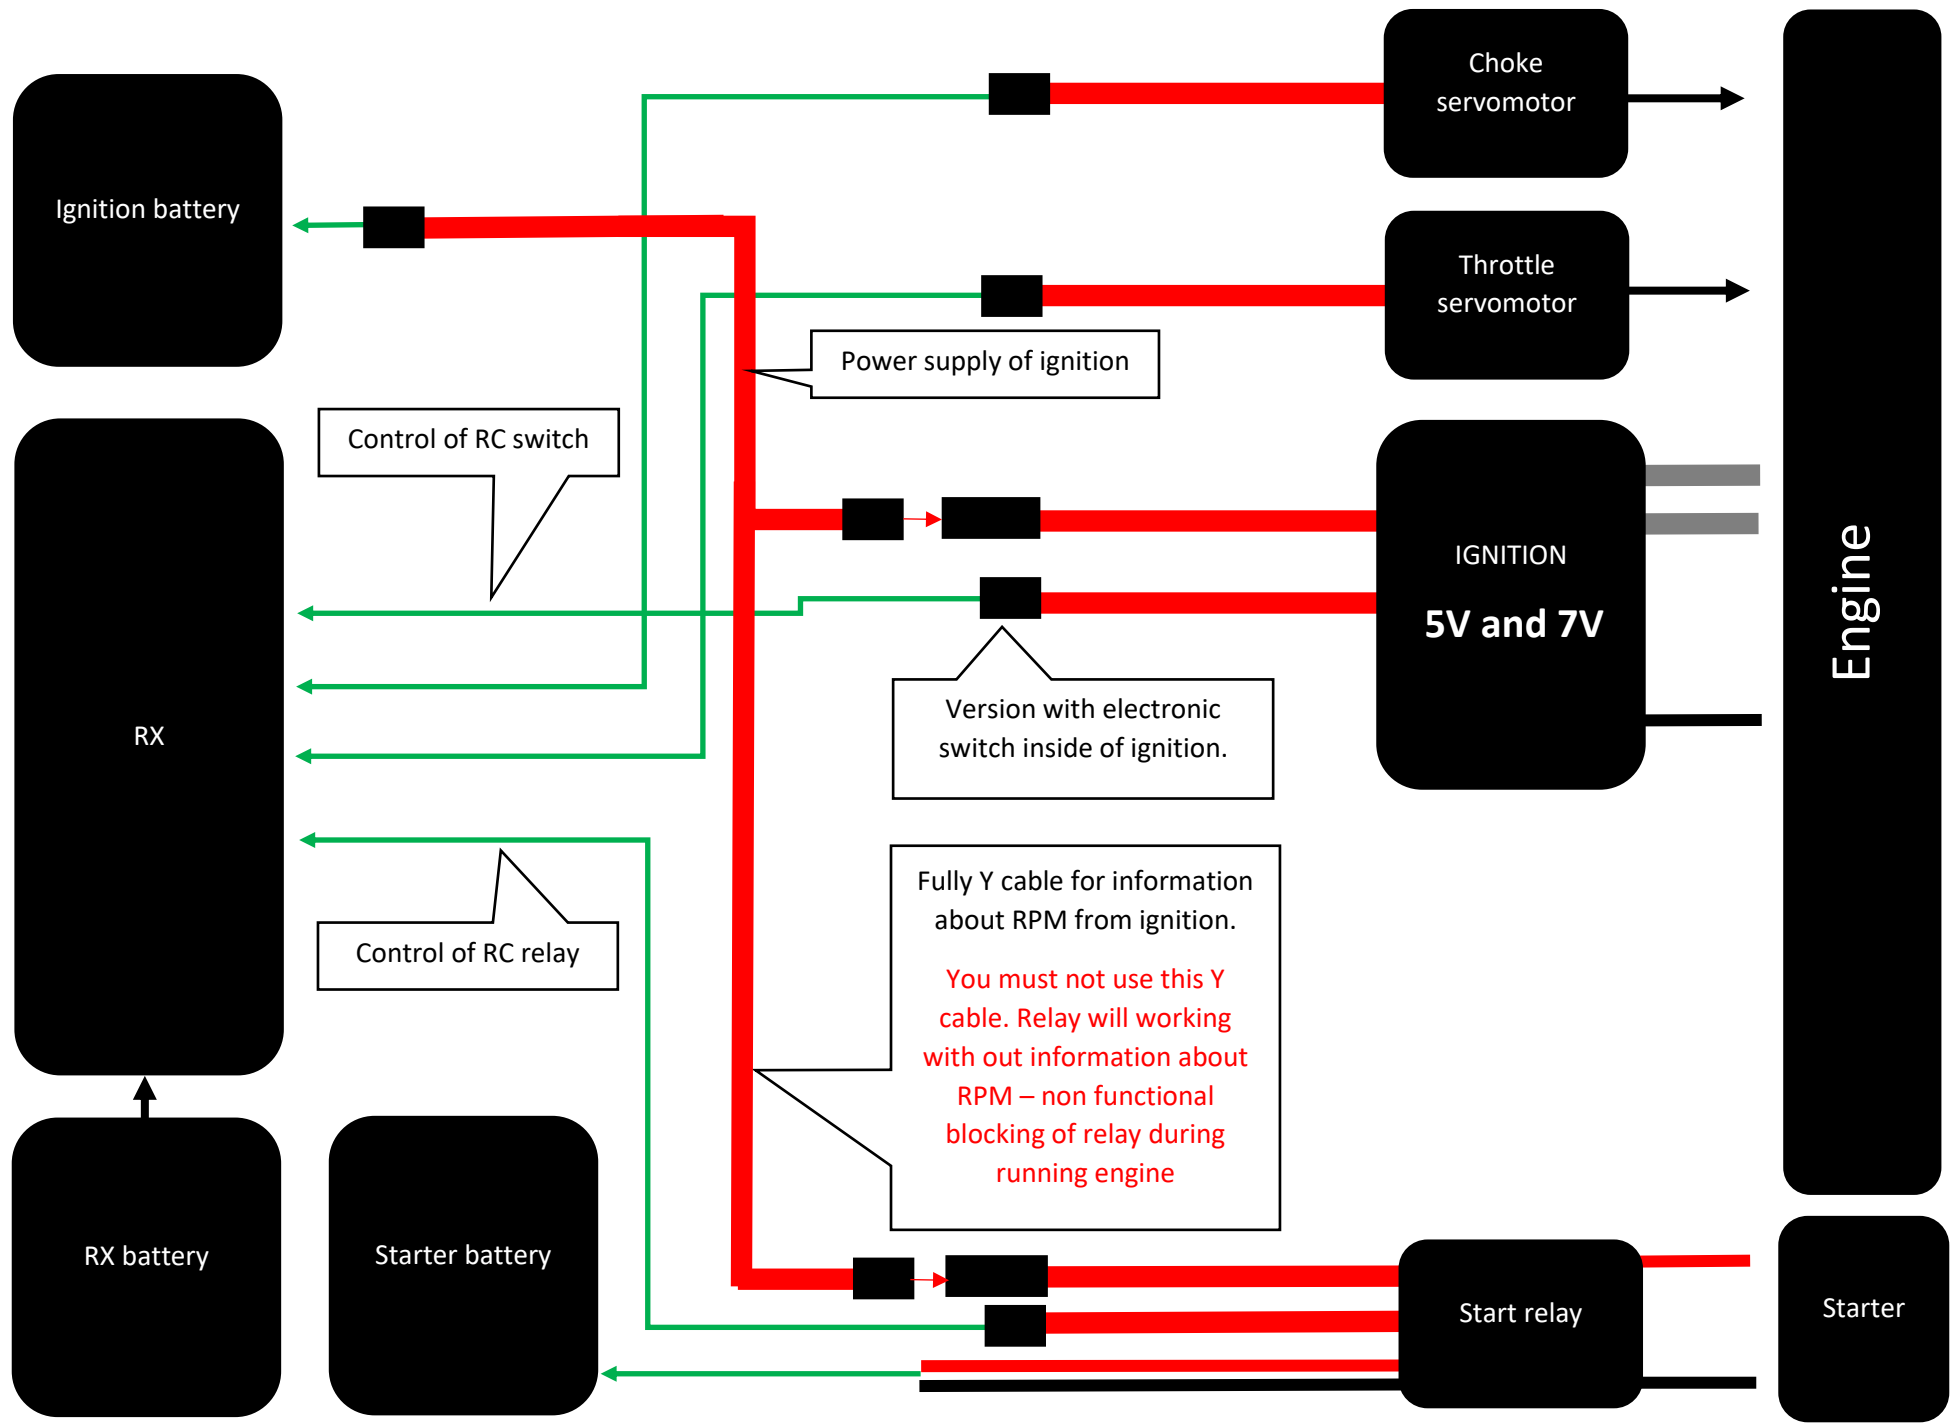 Choke
servomotor
Ignition battery
Throttle
servomotor
Power supply of ignition
Control of RC switch
IGNITION
5V and 7V
Engine
Version with electronic
switch inside of ignition.
RX
Fully Y cable for information
about RPM from ignition.
You must not use this Y
cable. Relay will working
with out information about
RPM – non functional
blocking of relay during
running engine
Control of RC relay
RX battery
Starter battery
Start relay
Starter